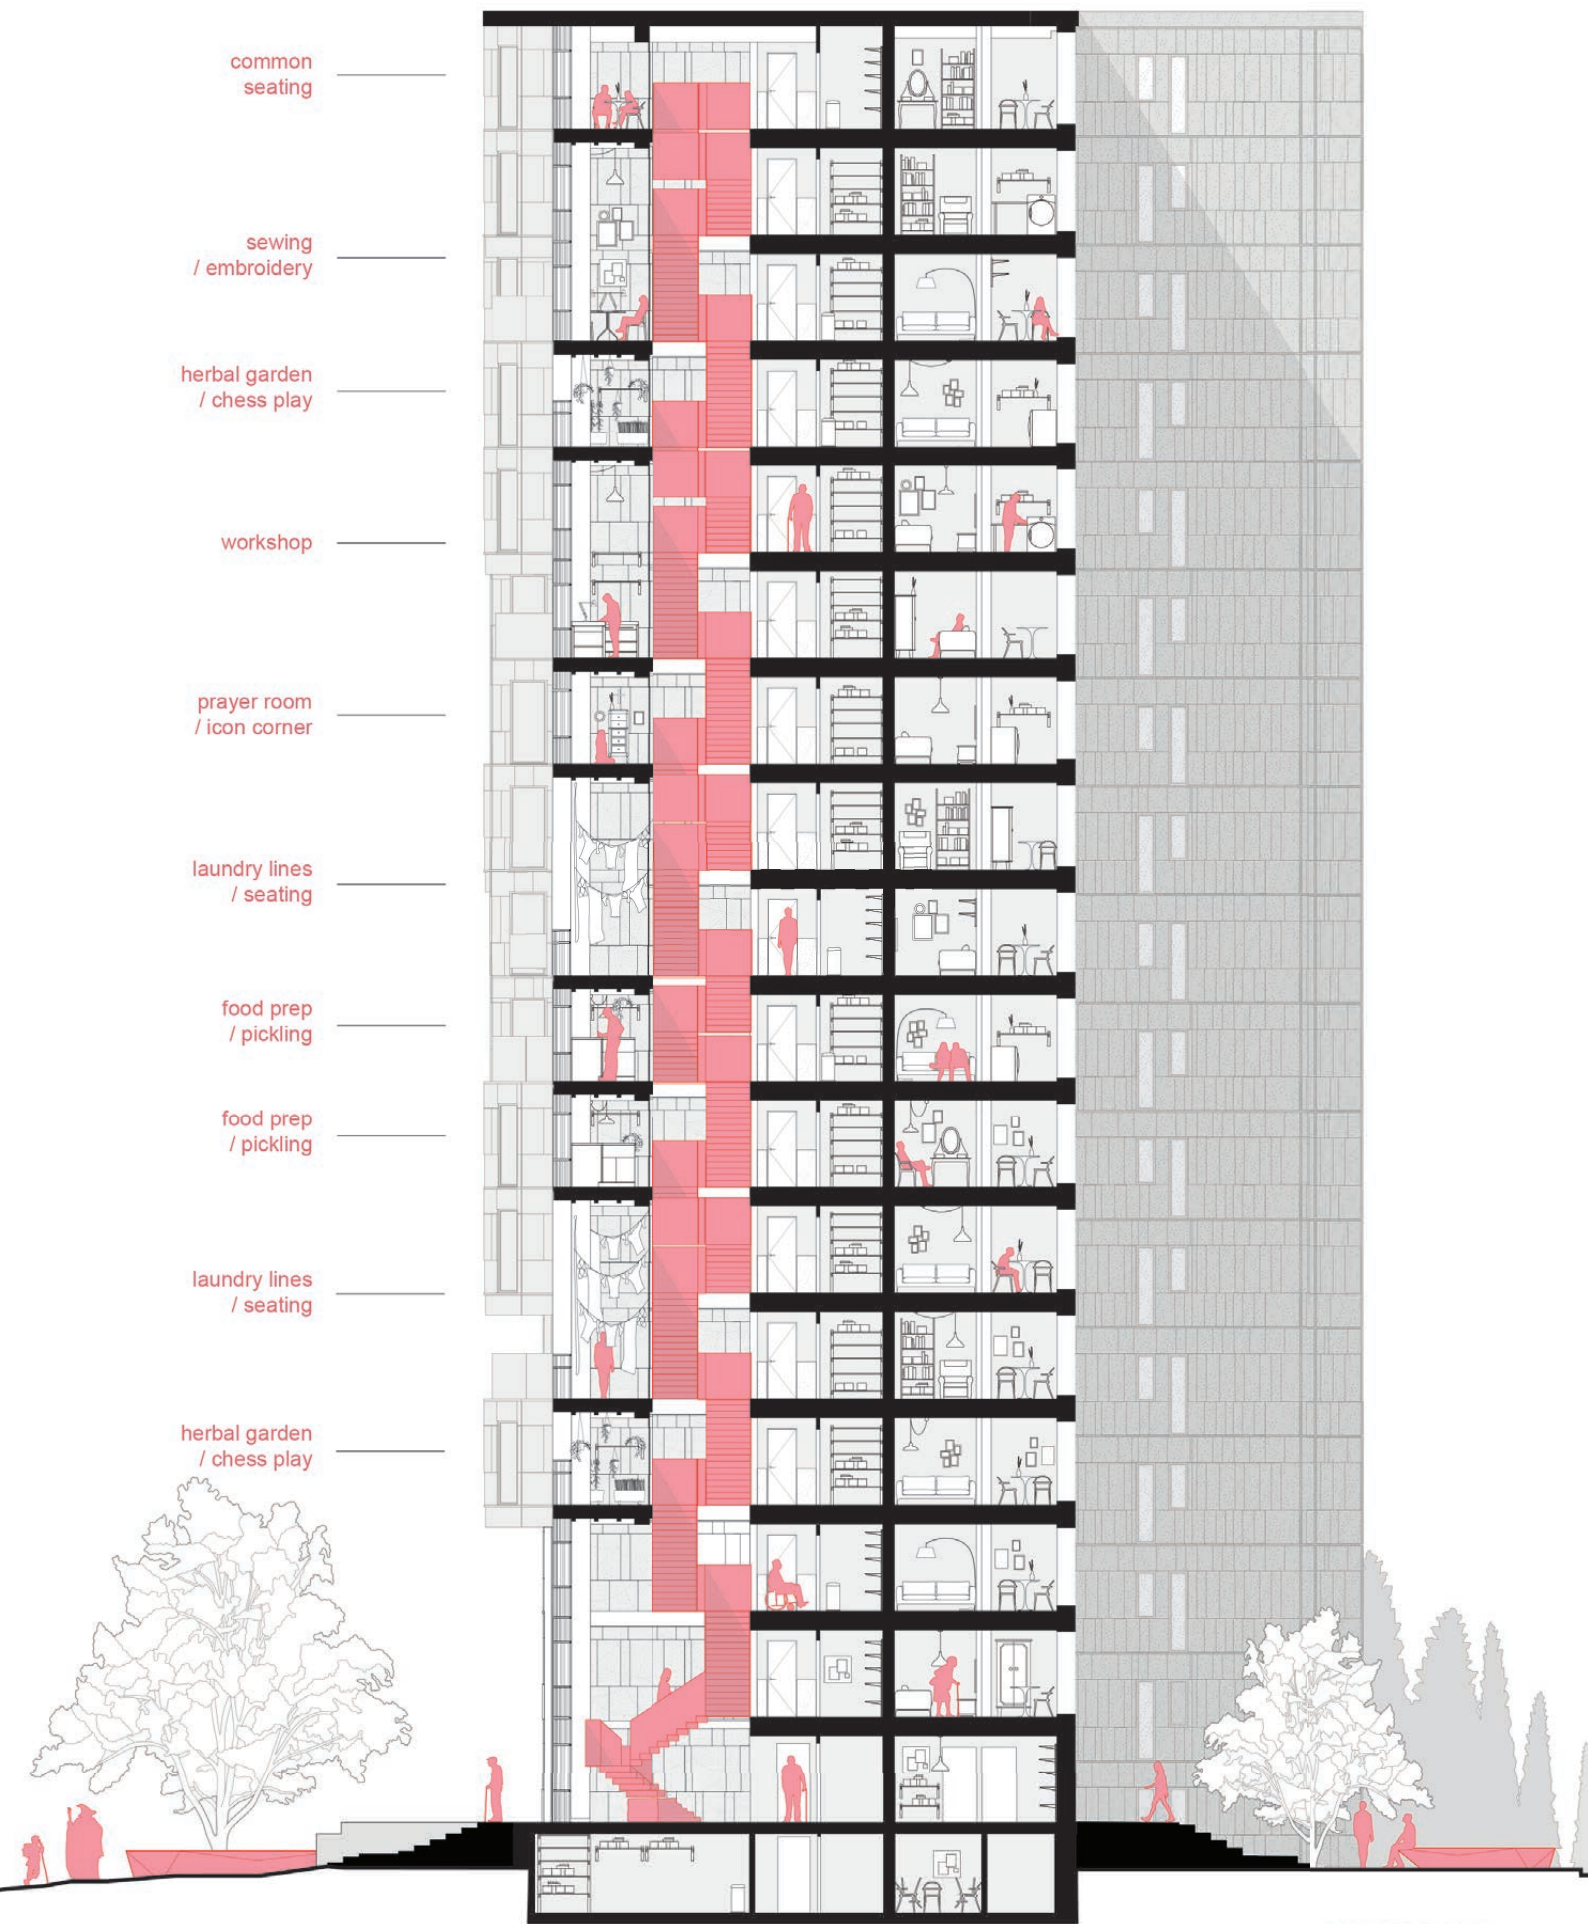 common
seating
sewing
/ embroidery
herbal garden
/ chess play
workshop
prayer room
/ icon corner
laundry lines
/ seating
food prep
/ pickling
food prep
/ pickling
laundry lines
/ seating
herbal garden
/ chess play